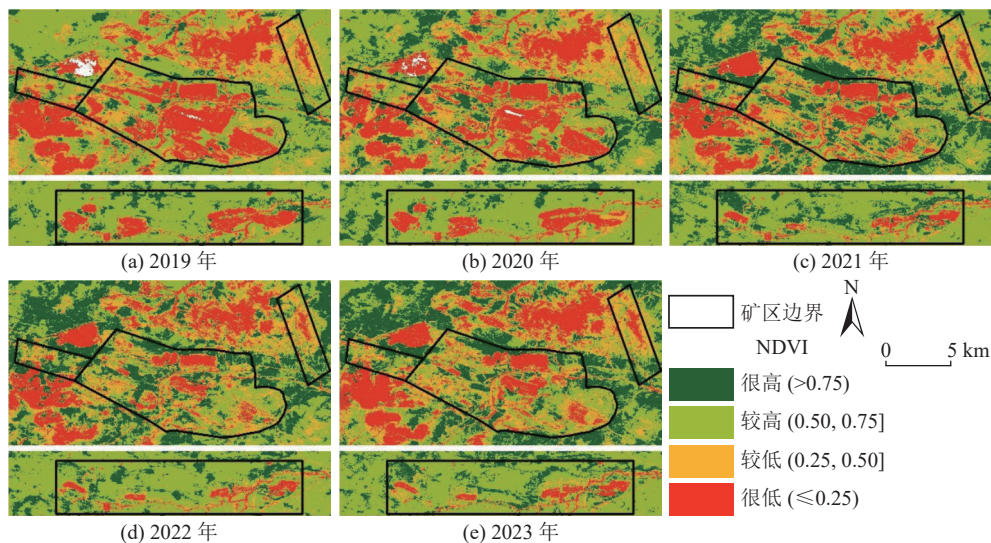 (a) 2019 年
(b) 2020 年
(c) 2021 年
(d) 2022 年
(e) 2023 年
矿区边界
N
NDVI
0 5 km
很高 (>0.75)
较高 (0.50, 0.75]
较低 (0.25, 0.50]
很低 (≤0.25)